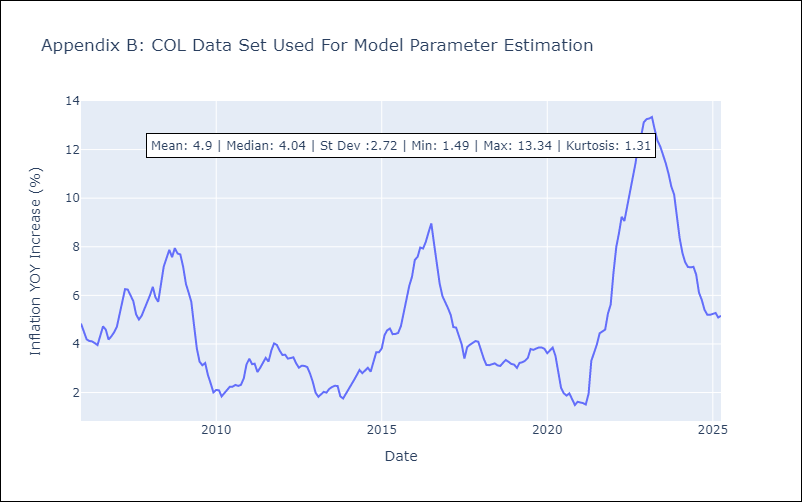 Appendix B: COL Data Set Used For Model Parameter Estimation
14
Mean: 4.9 | Median: 4.04 | St Dev :2.72 | Min: 1.49 | Max: 13.34 | Kurtosis: 1.31
12
10
8
6
4
2
Inflation YOY Increase (%)
2010
2015
2020
2025
Date